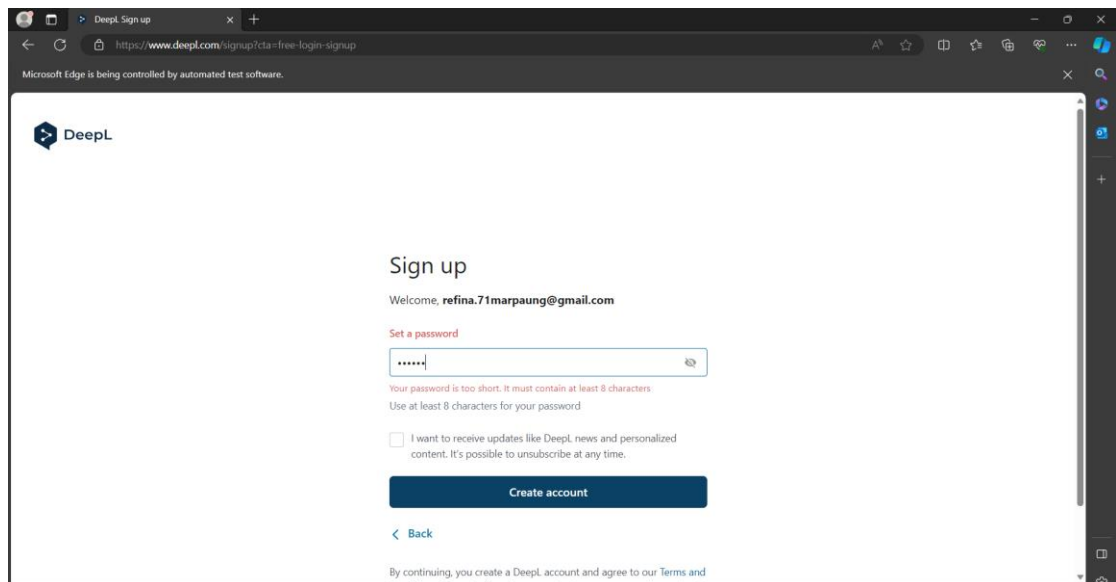 DeepL Sign up
https://www.deepl.com/signup?cta=free-login-signup
Microsoft Edge is being controlled by automated test software.
DeepL
Sign up
Welcome, refina.71marpaung@gmail.com
Set a password
••••••
Your password is too short. It must contain at least 8 characters
Use at least 8 characters for your password
I want to receive updates like DeepL news and personalized
content. It's possible to unsubscribe at any time.
Create account
Back
By continuing, you create a DeepL account and agree to our Terms and